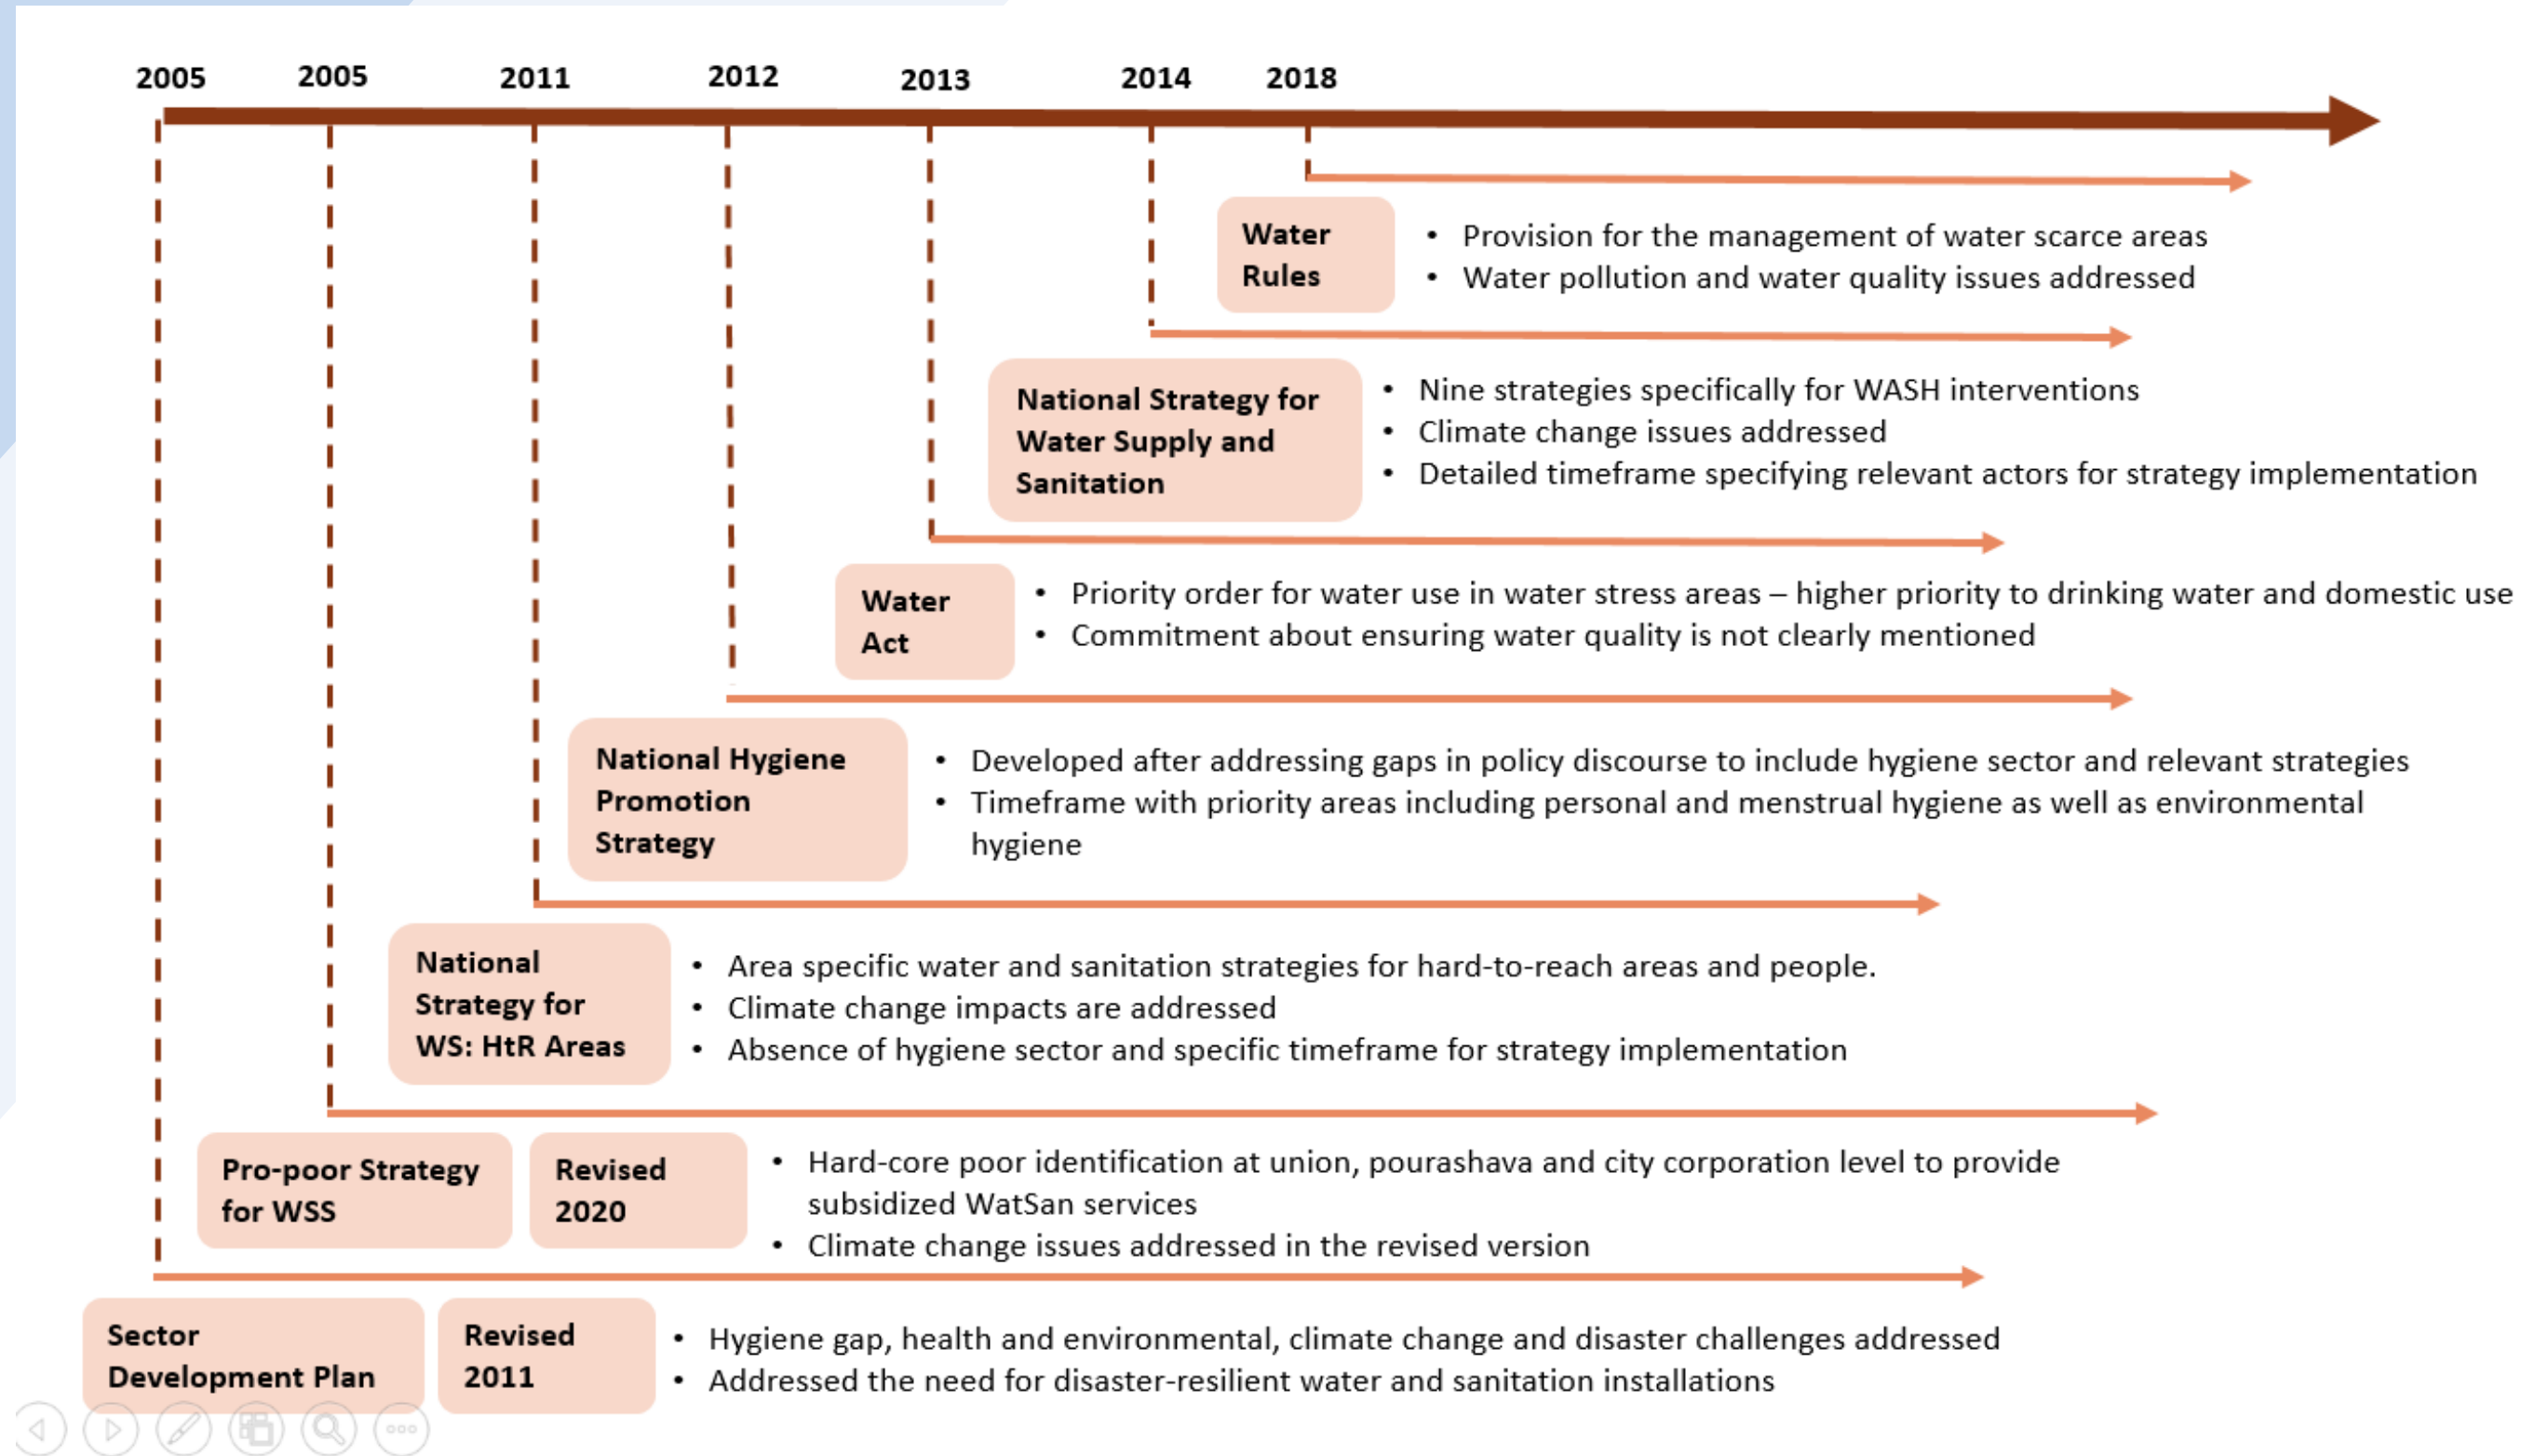 2005 2005 2011 2012 2013 2014 2018
Water
Rules
• Provision for the management of water scarce areas
• Water pollution and water quality issues addressed
National Strategy for
Water Supply and
Sanitation
• Nine strategies specifically for WASH interventions
• Climate change issues addressed
• Detailed timeframe specifying relevant actors for strategy implementation
Water
Act
• Priority order for water use in water stress areas – higher priority to drinking water and domestic use
• Commitment about ensuring water quality is not clearly mentioned
National Hygiene
Promotion
Strategy
• Developed after addressing gaps in policy discourse to include hygiene sector and relevant strategies
• Timeframe with priority areas including personal and menstrual hygiene as well as environmental
hygiene
National
Strategy for
WS: HtR Areas
• Area specific water and sanitation strategies for hard-to-reach areas and people.
• Climate change impacts are addressed
• Absence of hygiene sector and specific timeframe for strategy implementation
Pro-poor Strategy
for WSS
Revised
2020
• Hard-core poor identification at union, pourashava and city corporation level to provide
subsidized WatSan services
• Climate change issues addressed in the revised version
Sector
Development Plan
Revised
2011
• Hygiene gap, health and environmental, climate change and disaster challenges addressed
• Addressed the need for disaster-resilient water and sanitation installations